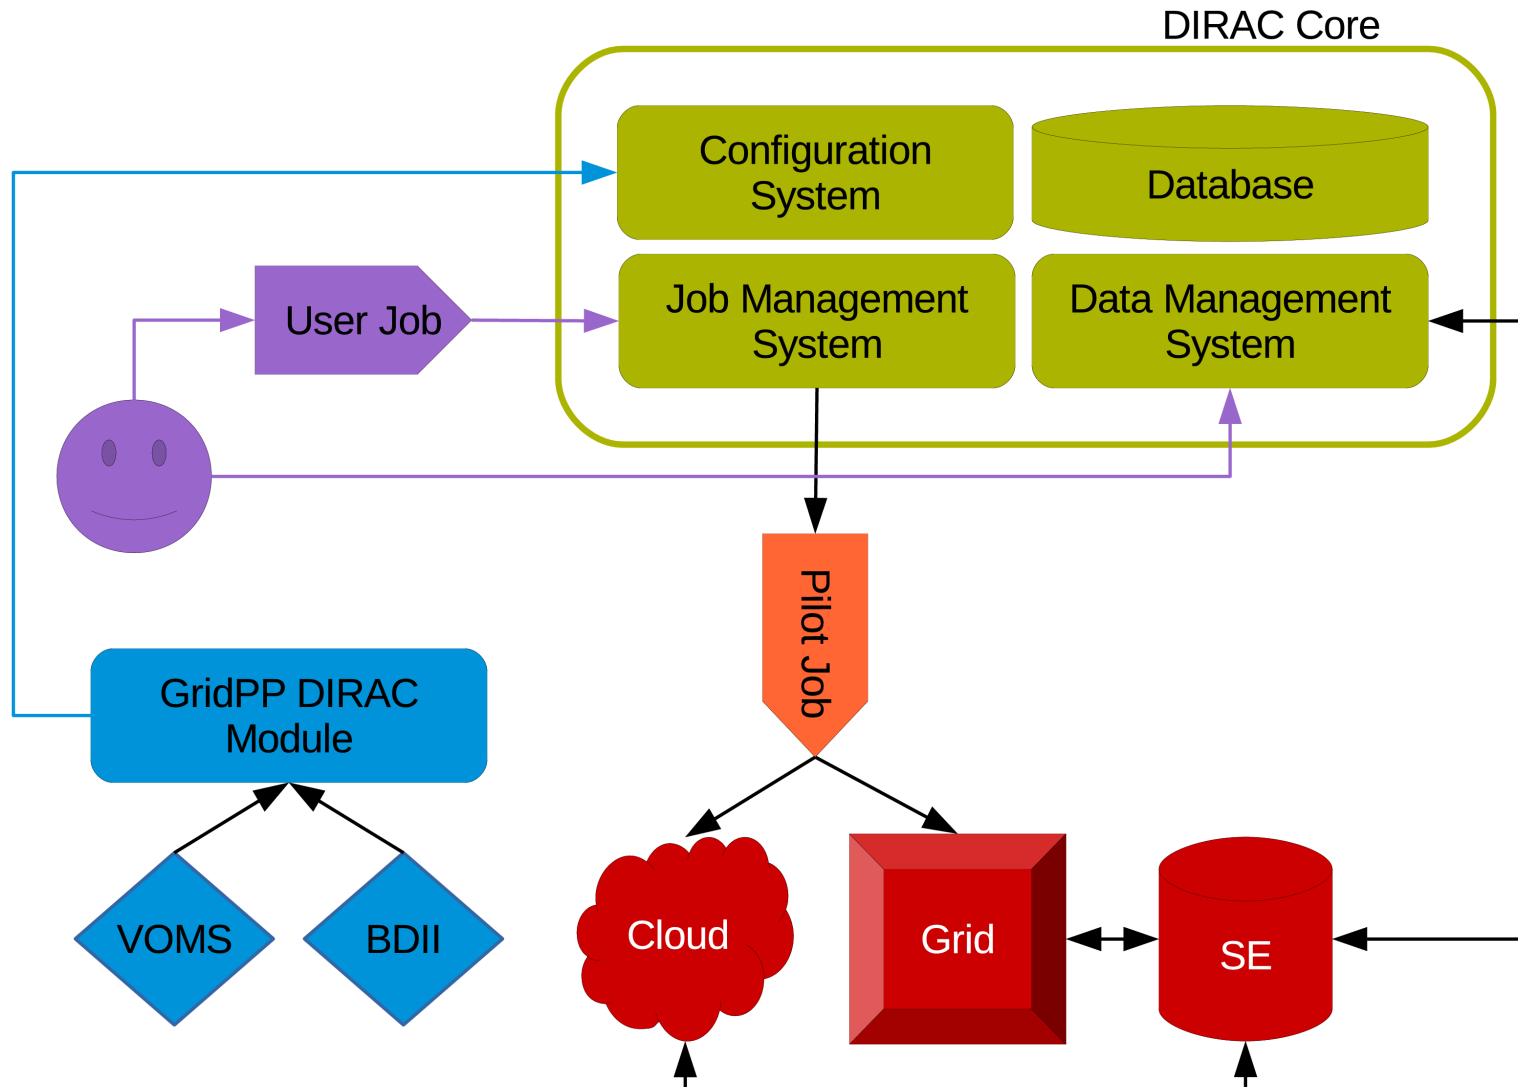 DIRAC Core
Configuration
System
Database
Job Management
System
Data Management
System
User Job
Pilot Job
GridPP DIRAC
Module
VOMS
BDII
Cloud
Grid
SE